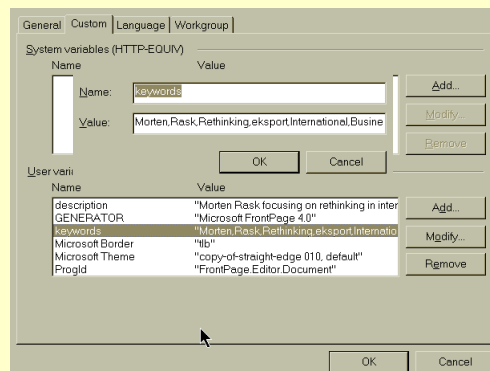 General Custom Language Workgroup
System variables (HTTP-EQUIV)
Name Value
Add...
Name: keywords
Modify...
Value: Morten,Rask,Rethinking,eksport,International,Busine
Remove
OK Cancel
User vari
Name Value
description "Morten Rask focusing on rethinking in inter
Add...
GENERATOR "Microsoft FrontPage 4.0"
keywords "Morten,Rask,Rethinking,eksport,Internatio
Modify...
Microsoft Border "tlb"
Microsoft Theme "copy-of-straight-edge 010, default"
Remove
ProgId "FrontPage.Editor.Document"
OK Cancel